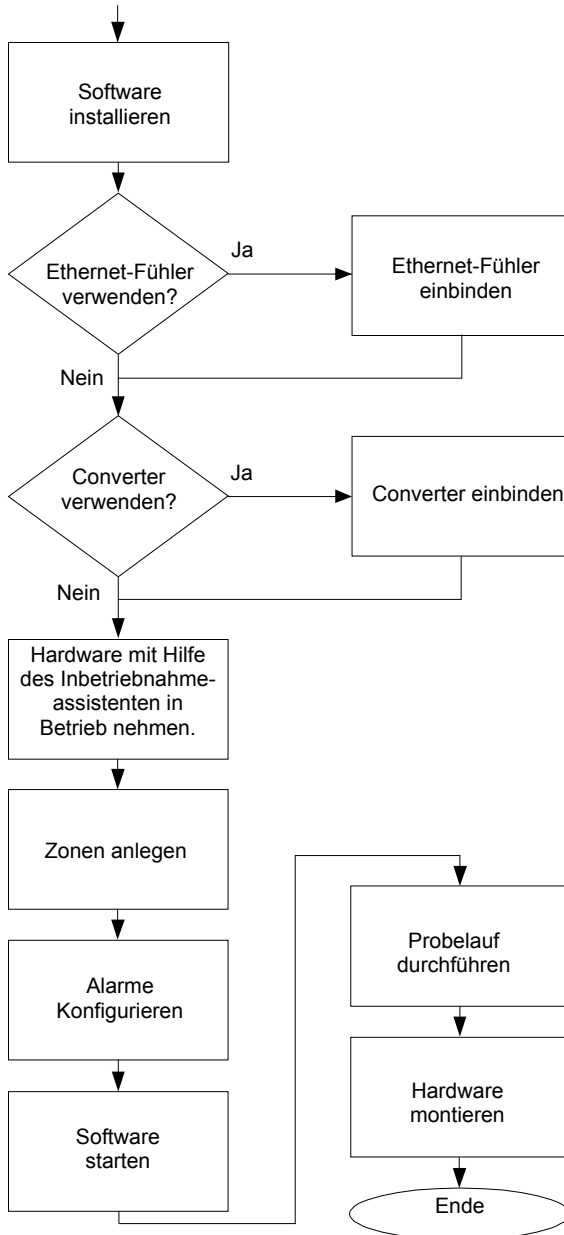 Software
installieren
Ethernet-Fühler
verwenden?
Ja
Ethernet-Fühler
einbinden
Nein
Converter
verwenden?
Ja
Converter einbinden
Nein
Hardware mit Hilfe
des Inbetriebnahme-
assistenten in
Betrieb nehmen.
Zonen anlegen
Alarme
Konfigurieren
Software
starten
Probelauf
durchführen
Hardware
montieren
Ende